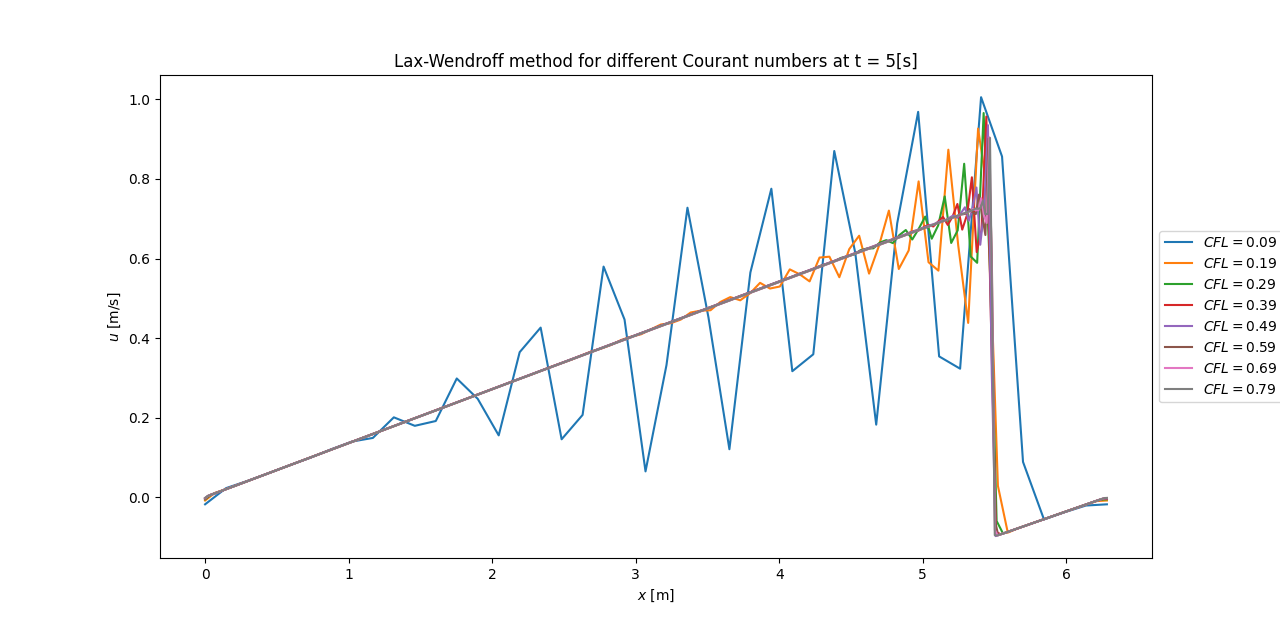 Lax-Wendroff method for different Courant numbers at t = 5[s]
1.0
0.8
0.6
0.4
0.2
0.0
u [m/s]
0 1 2 3 4 5 6
x [m]
CFL = 0.09
CFL = 0.19
CFL = 0.29
CFL = 0.39
CFL = 0.49
CFL = 0.59
CFL = 0.69
CFL = 0.79